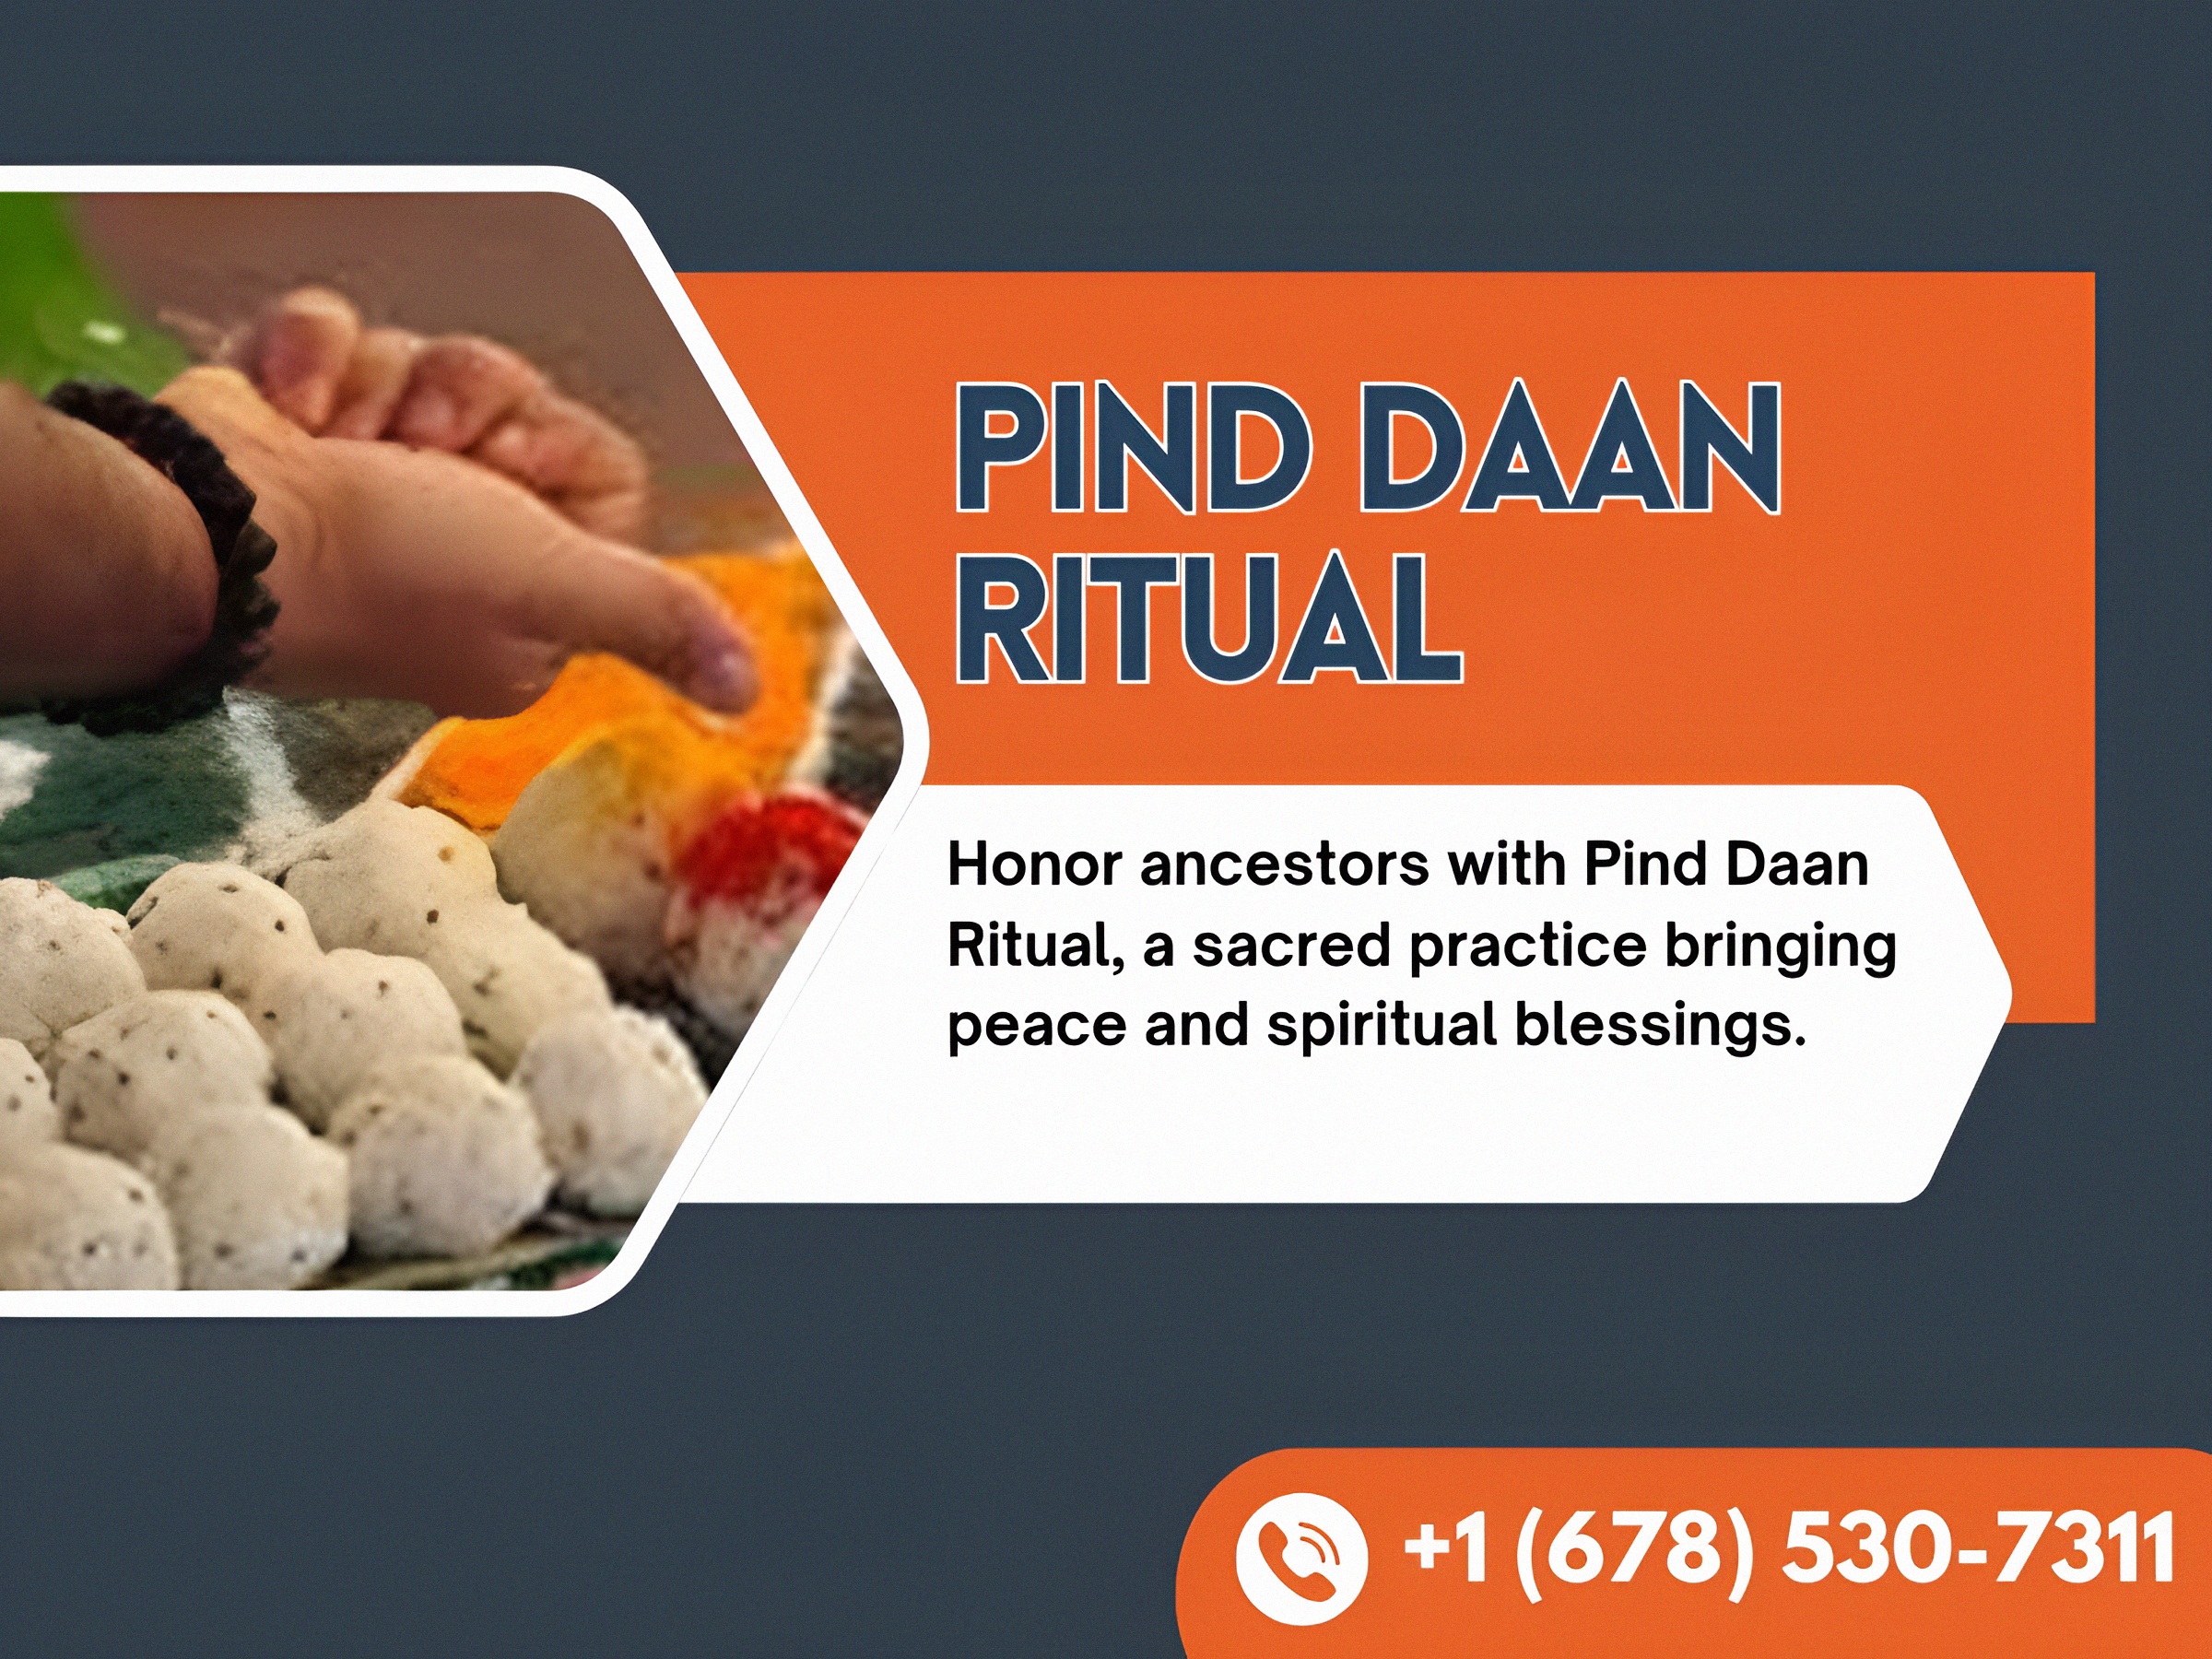 PIND DAAN
RITUAL
Honor ancestors with Pind Daan
Ritual, a sacred practice bringing
peace and spiritual blessings.
+1 (678) 530-7311